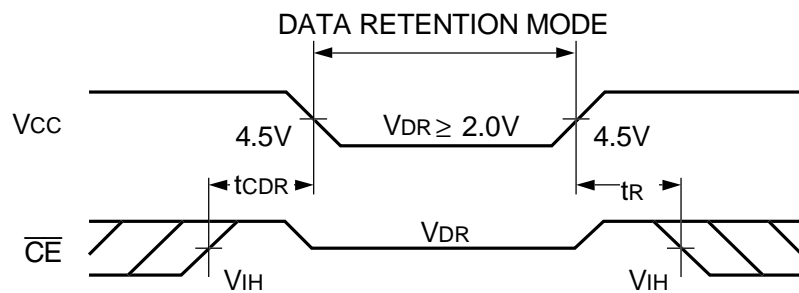 DATA RETENTION MODE
VCC
4.5V
VDR ≥ 2.0V
4.5V
tCDR
tR
CE
VDR
VIH
VIH